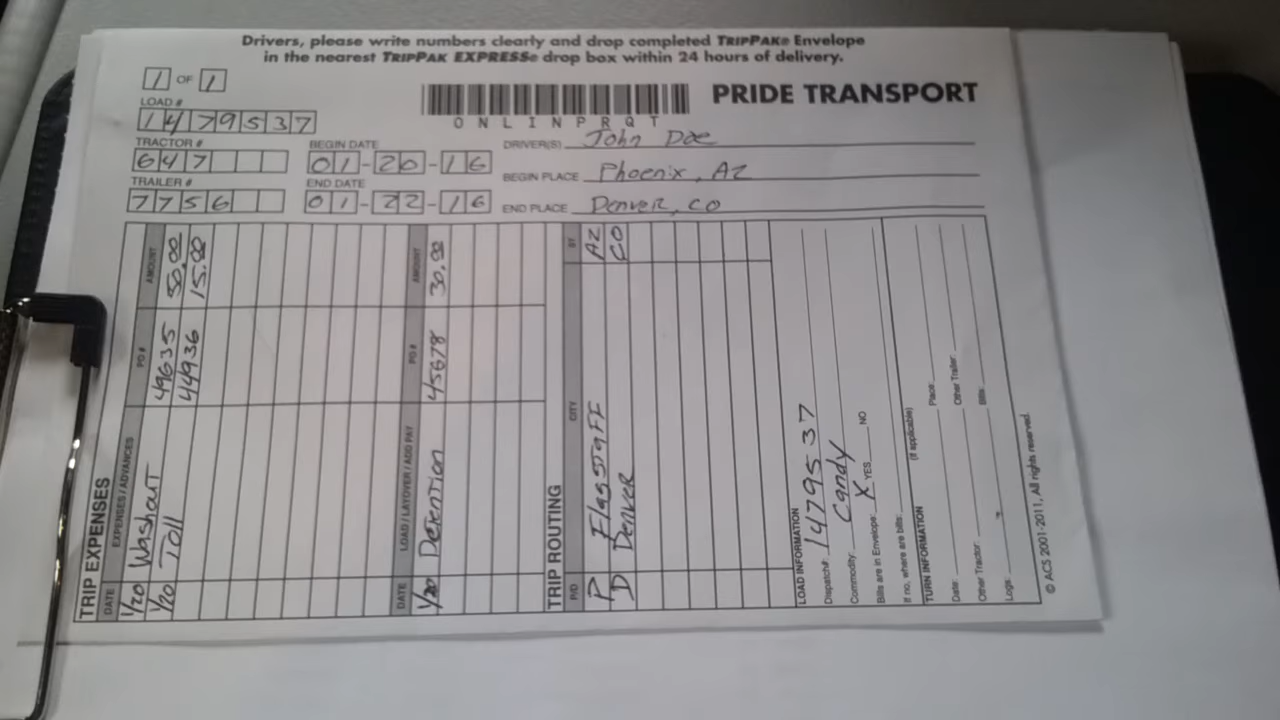 Drivers, please write numbers clearly and drop completed TRIPPAK® Envelope
in the nearest TRIPPAK EXPRESS® drop box within 24 hours of delivery.
1 OF 1
PRIDE TRANSPORT
LOAD #
1479537
ONLINPRQT
TRACTOR # BEGIN DATE DRIVER(S) John Doe
647 01-20-16
BEGIN PLACE Phoenix, AZ
TRAILER # END DATE
7756 01-22-16 END PLACE Denver, CO
TRIP EXPENSES
DATE EXPENSES / ADVANCES PO # AMOUNT
1/20 Washout 49635 50.00
1/20 Toll 44936 15.00
DATE LOAD / LAYOVER / ADD PAY PO # AMOUNT
1/20 Detention 45678 30.00
TRIP ROUTING
P/D CITY ST
P Flagstaff AZ
D Denver CO
LOAD INFORMATION
Dispatch#: 1479537
Commodity: Candy
Bills are in Envelope: X YES NO
If no, where are bills:
TURN INFORMATION (If applicable)
Date: Place:
Other Tractor: Other Trailer:
Logs: Bills:
© ACS 2001-2011, All rights reserved.